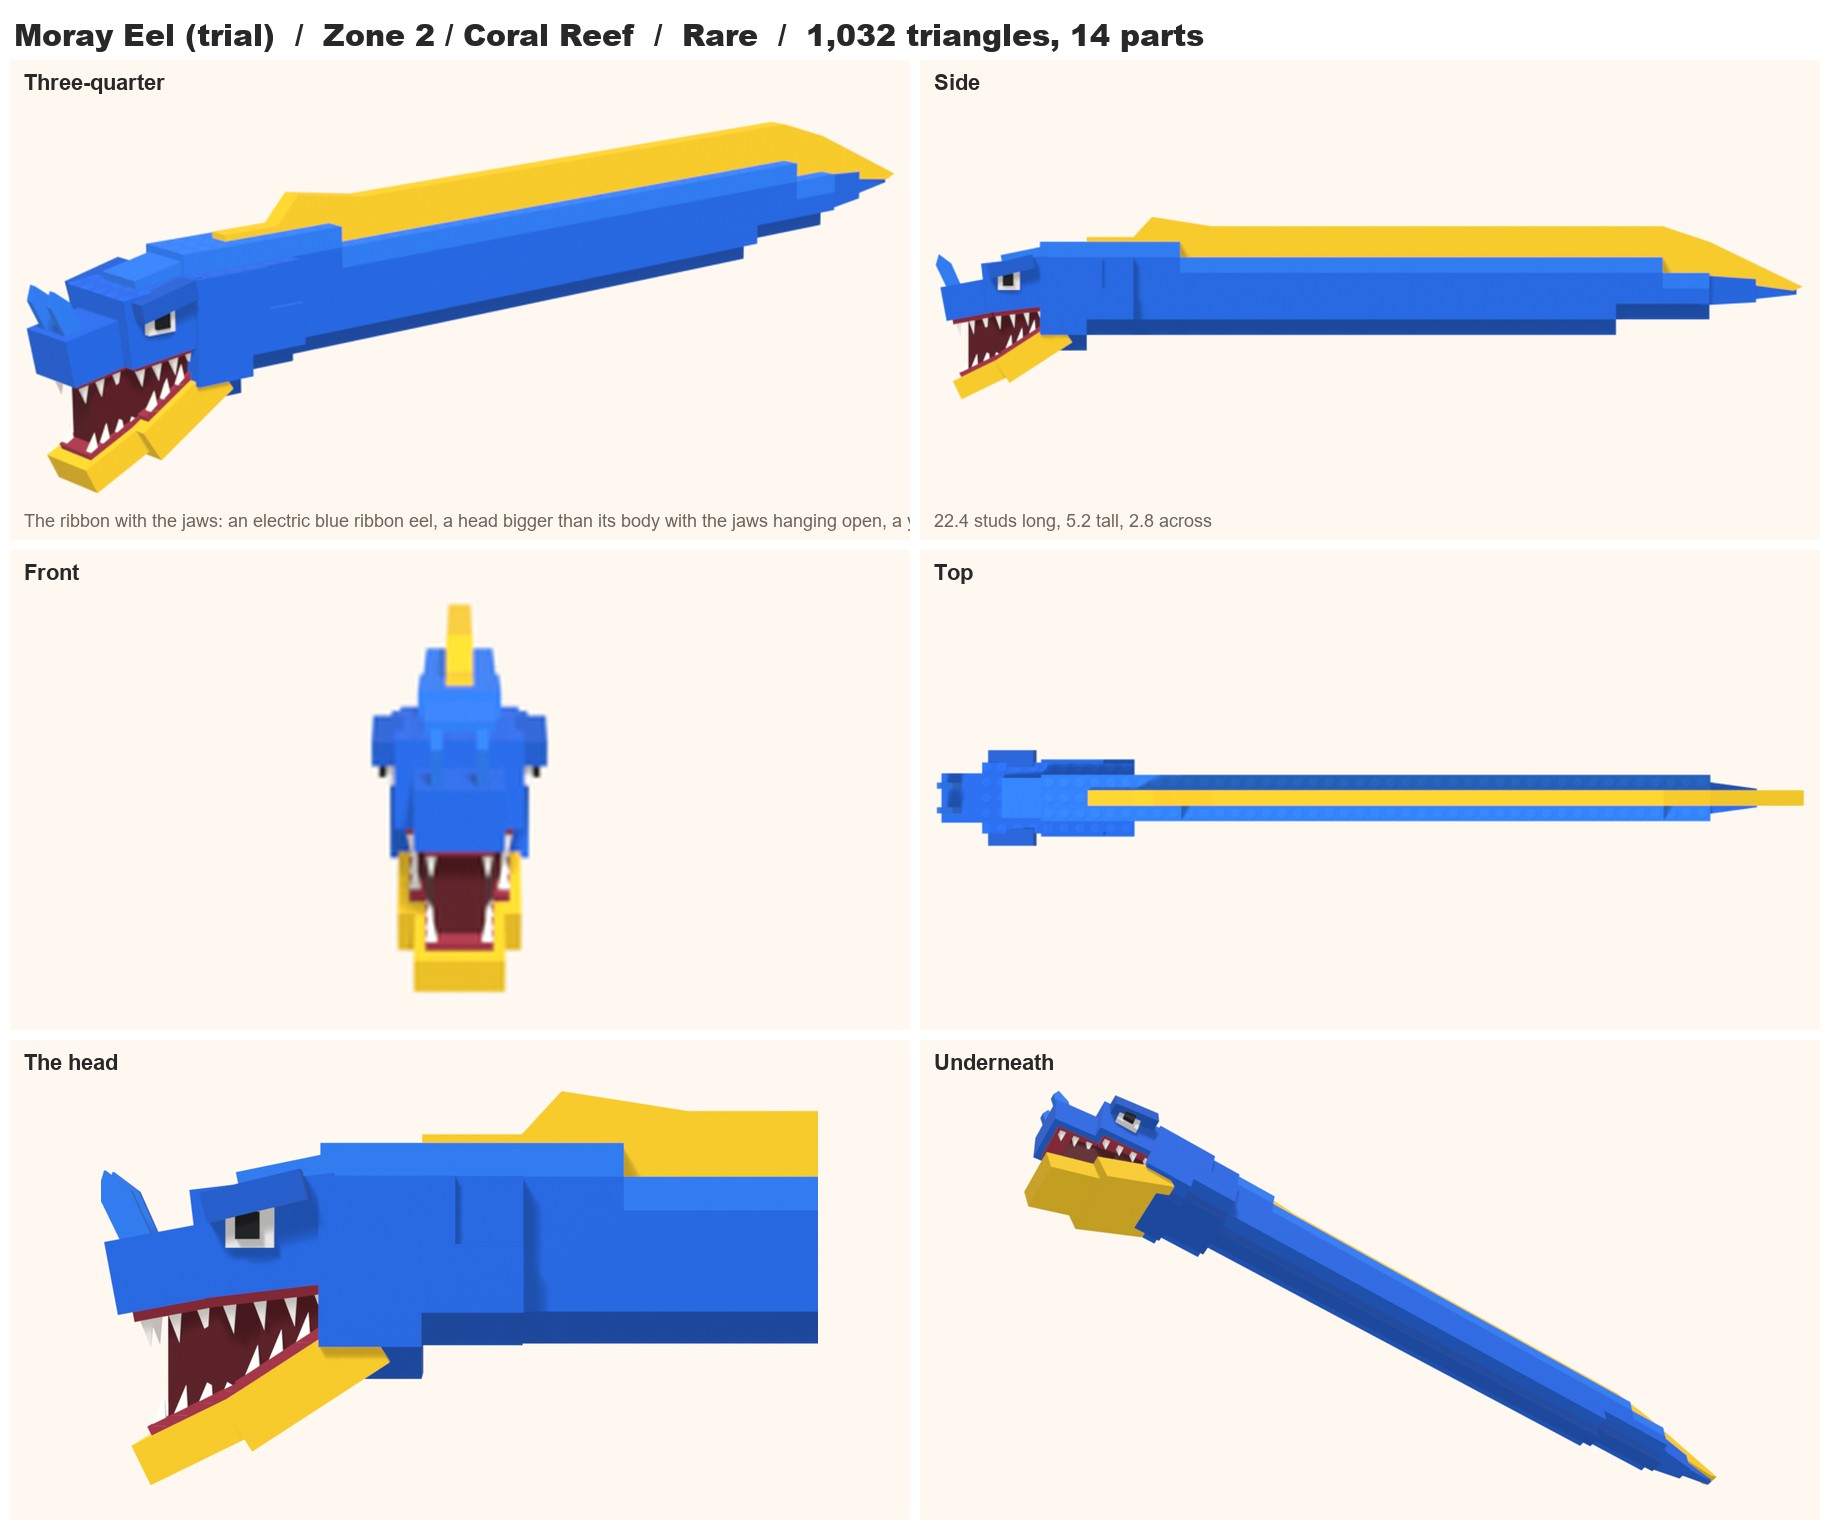 Moray Eel (trial)  /  Zone 2 / Coral Reef  /  Rare  /  1,032 triangles, 14 parts
Three-quarter
Side
The ribbon with the jaws: an electric blue ribbon eel, a head bigger than its body with the jaws hanging open, a
22.4 studs long, 5.2 tall, 2.8 across
Front
Top
The head
Underneath